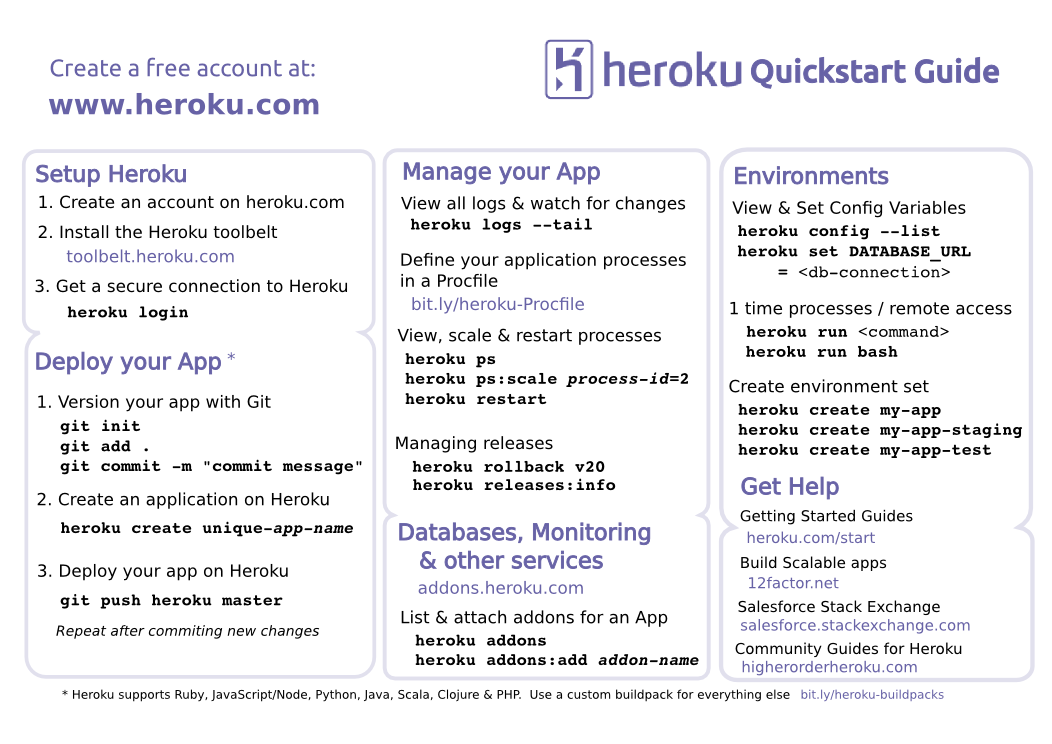 Create a free account at:
www.heroku.com
heroku Quickstart Guide
Setup Heroku
1. Create an account on heroku.com
2. Install the Heroku toolbelt
toolbelt.heroku.com
3. Get a secure connection to Heroku
heroku login
Deploy your App *
1. Version your app with Git
git init
git add .
git commit -m "commit message"
2. Create an application on Heroku
heroku create unique-app-name
3. Deploy your app on Heroku
git push heroku master
Repeat after commiting new changes
Manage your App
View all logs & watch for changes
heroku logs --tail
Define your application processes
in a Procfile
bit.ly/heroku-Procfile
View, scale & restart processes
heroku ps
heroku ps:scale process-id=2
heroku restart
Managing releases
heroku rollback v20
heroku releases:info
Databases, Monitoring
& other services
addons.heroku.com
List & attach addons for an App
heroku addons
heroku addons:add addon-name
Environments
View & Set Config Variables
heroku config --list
heroku set DATABASE_URL
= <db-connection>
1 time processes / remote access
heroku run <command>
heroku run bash
Create environment set
heroku create my-app
heroku create my-app-staging
heroku create my-app-test
Get Help
Getting Started Guides
heroku.com/start
Build Scalable apps
12factor.net
Salesforce Stack Exchange
salesforce.stackexchange.com
Community Guides for Heroku
higherorderheroku.com
* Heroku supports Ruby, JavaScript/Node, Python, Java, Scala, Clojure & PHP. Use a custom buildpack for everything else bit.ly/heroku-buildpacks